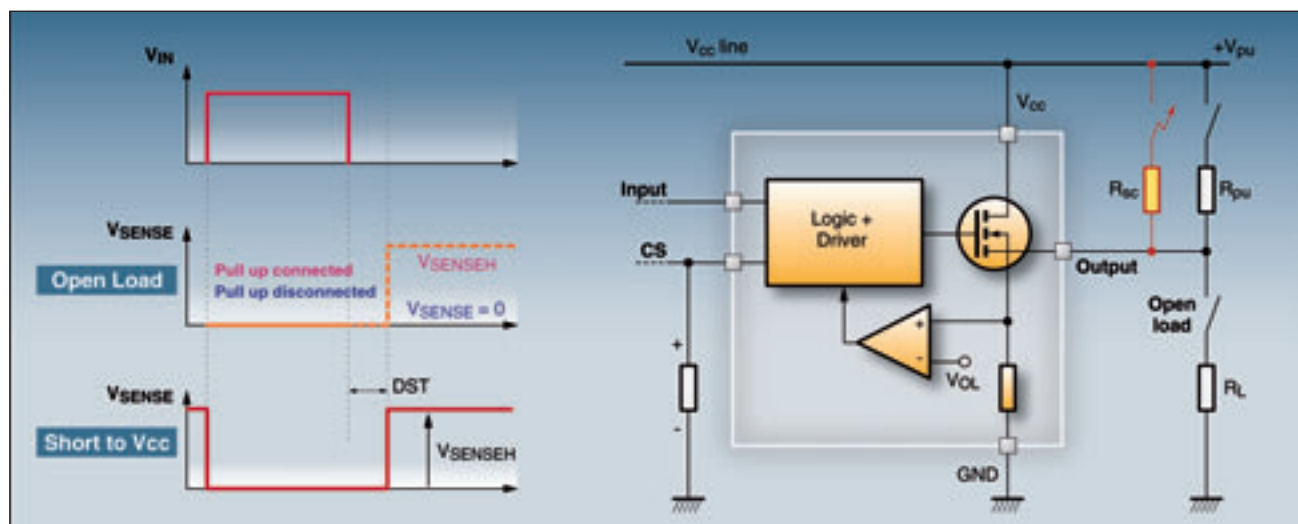 VIN
VSENSE
Open Load
Pull up connected
Pull up disconnected
VSENSEH
VSENSE = 0
VSENSE
DST
Short to Vcc
VSENSEH
Vcc line
+Vpu
Vcc
Input
Logic +
Driver
Rsc
Rpu
CS
Output
Open
load
+
+
-
VOL
RL
-
GND